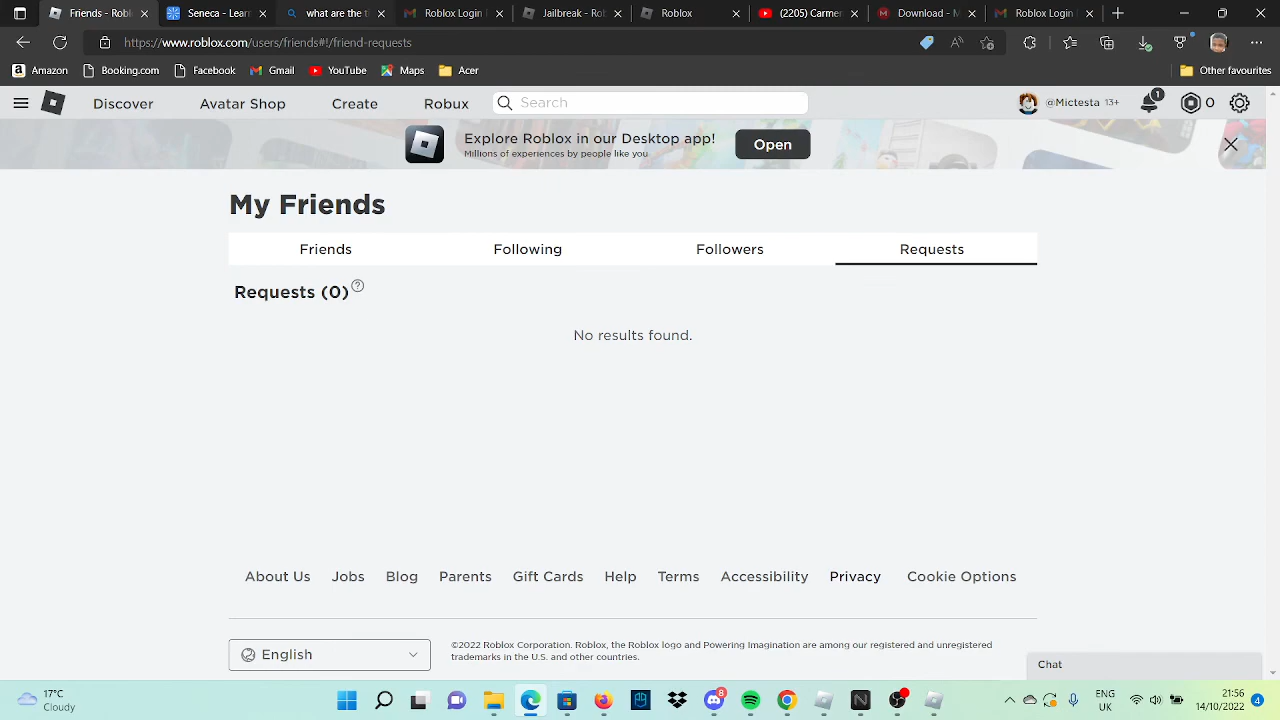 Friends - Rob
Seneca - Lear
what are the ti
Roblox Login
Jailbreak - Ro
Roblox
(2205) Carme
Download - M
Roblox Login
https://www.roblox.com/users/friends#!/friend-requests
Amazon
Booking.com
Facebook
Gmail
YouTube
Maps
Acer
Other favourites
Discover
Avatar Shop
Create
Robux
Search
@Mictesta 13+
1
0
Explore Roblox in our Desktop app!
Millions of experiences by people like you
Open
My Friends
Friends
Following
Followers
Requests
Requests (0)
No results found.
About Us
Jobs
Blog
Parents
Gift Cards
Help
Terms
Accessibility
Privacy
Cookie Options
English
©2022 Roblox Corporation. Roblox, the Roblox logo and Powering Imagination are among our registered and unregistered
trademarks in the U.S. and other countries.
Chat
17°C
Cloudy
8
ENG
UK
21:56
14/10/2022
4